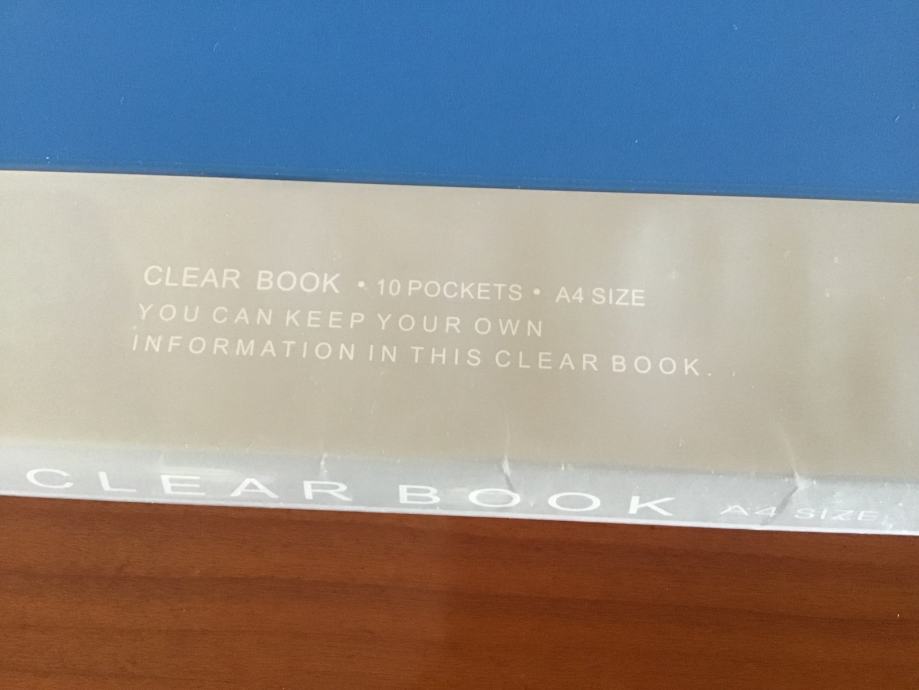 CLEAR BOOK • 10 POCKETS • A4 SIZE
YOU CAN KEEP YOUR OWN
INFORMATION IN THIS CLEAR BOOK.
CLEAR BOOK A4 SIZE